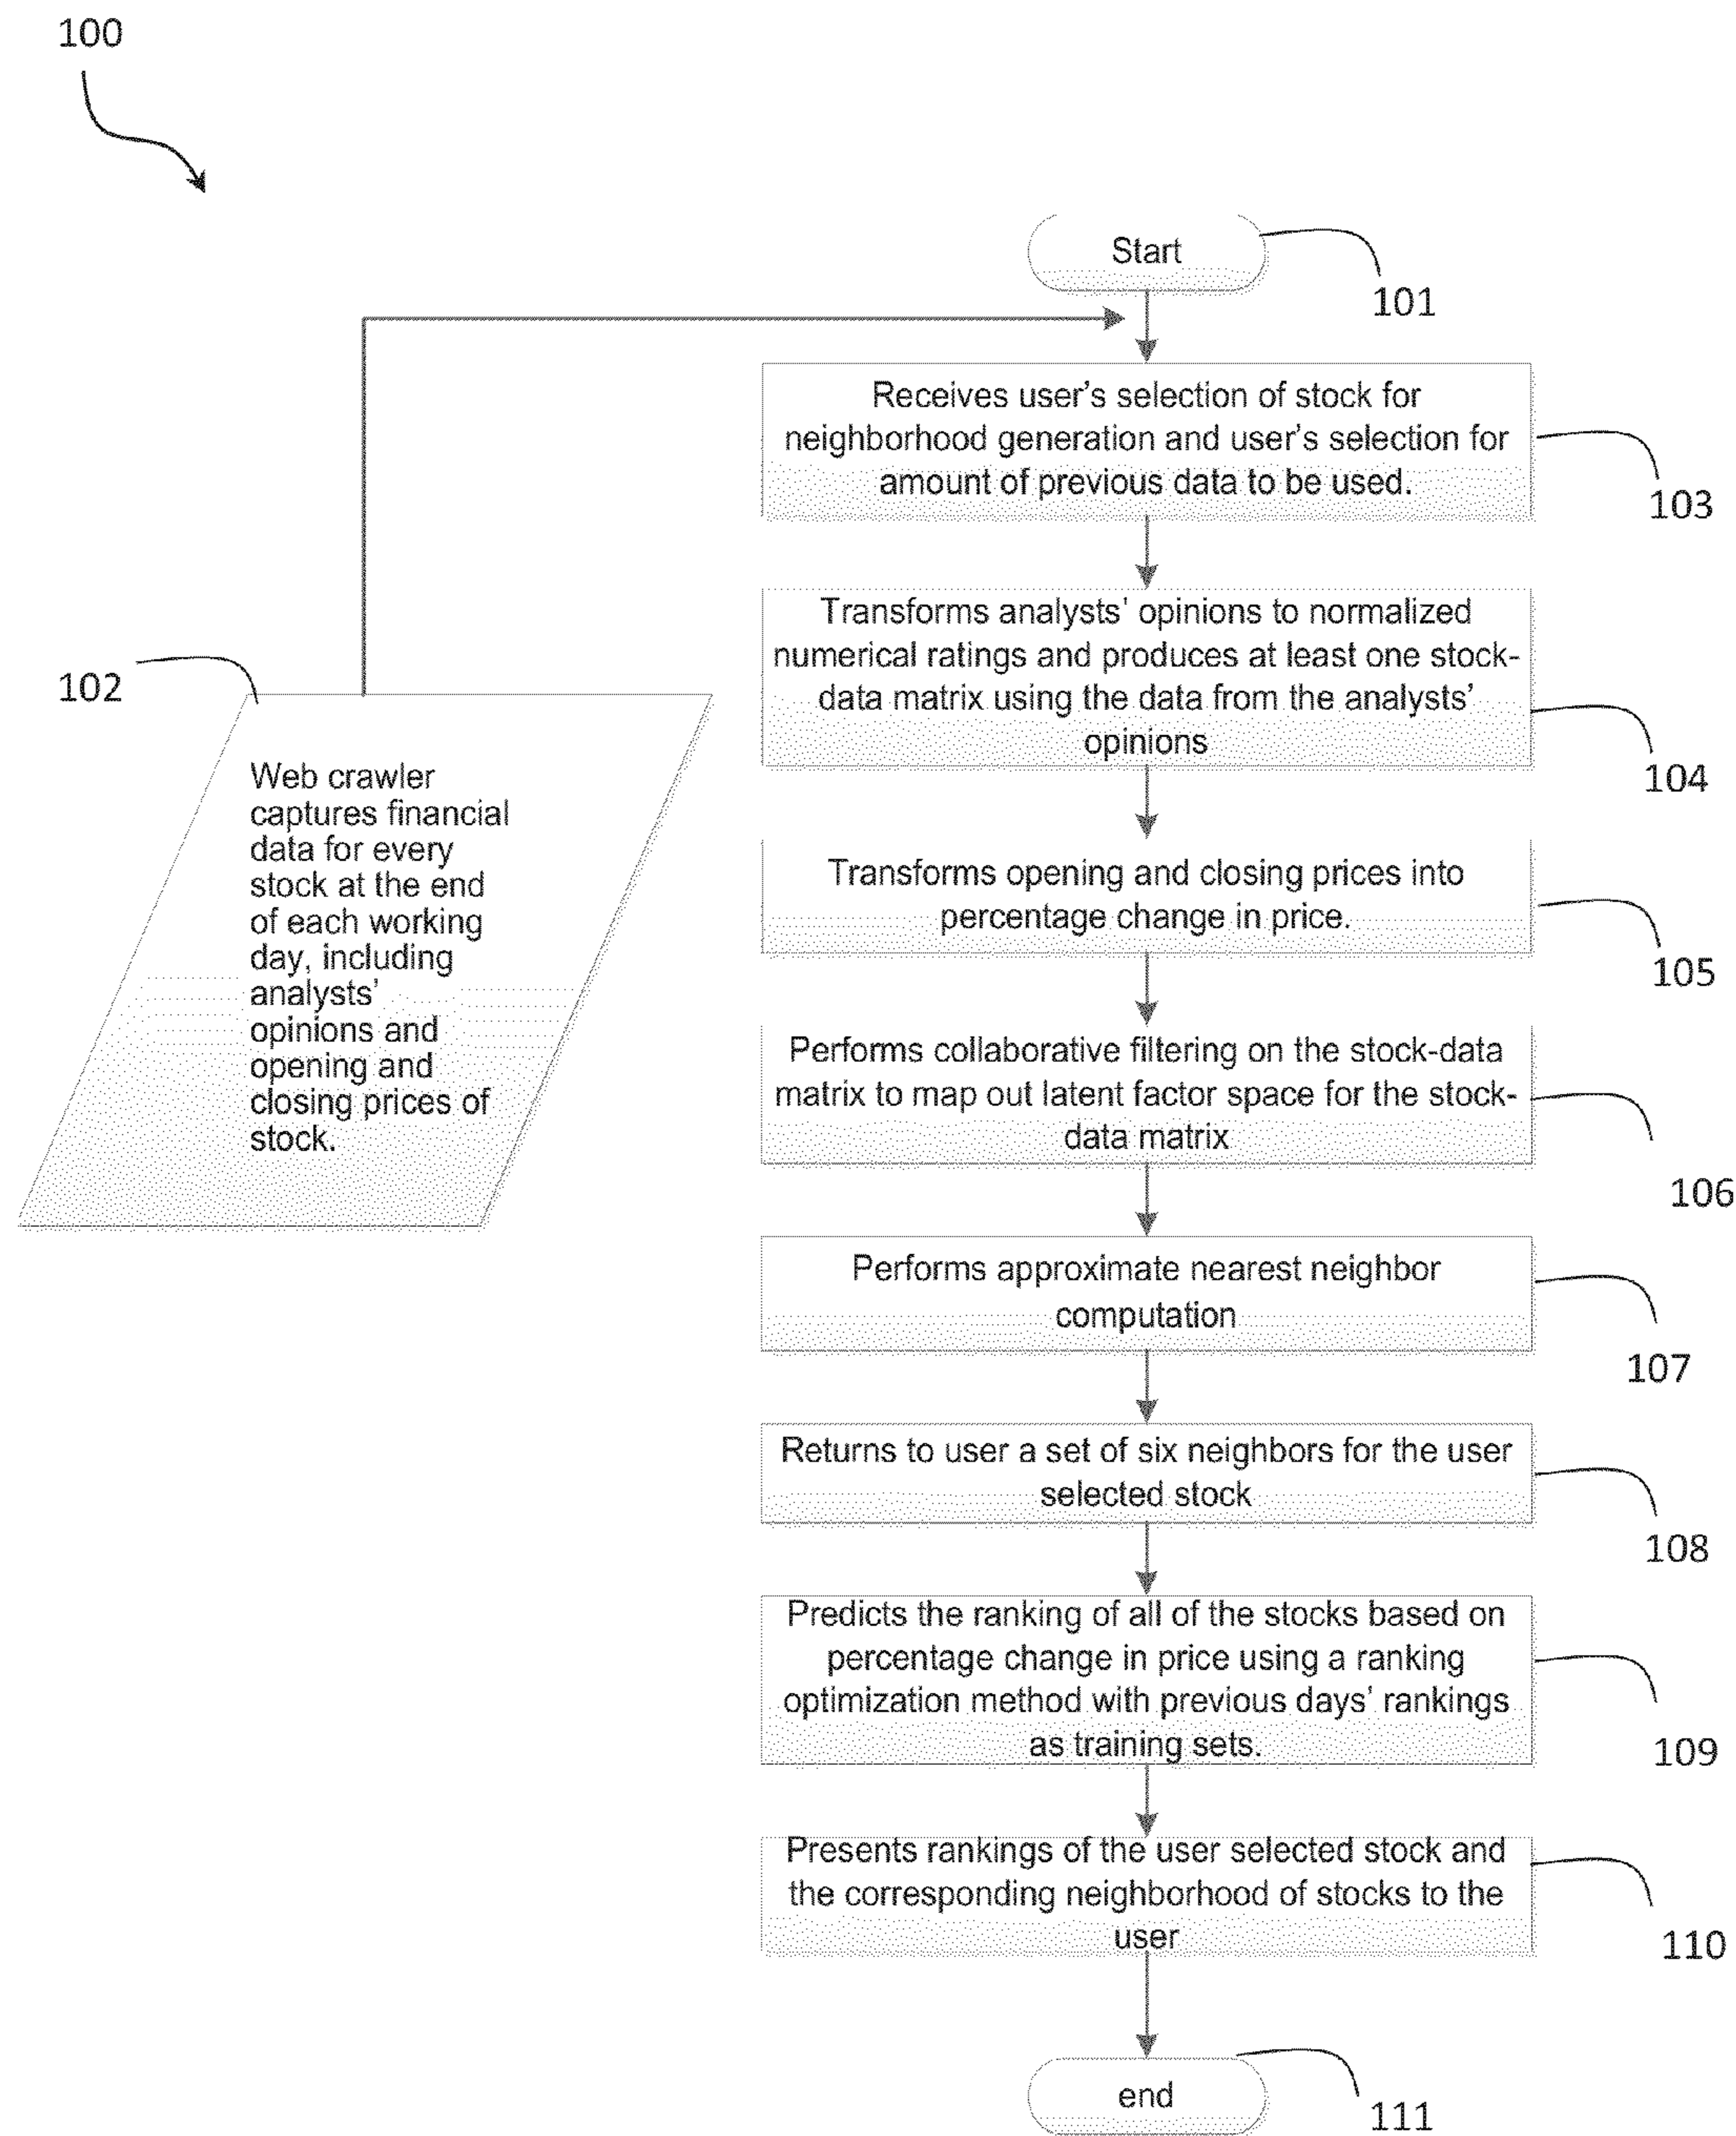 100
Start
101
Receives user's selection of stock for
neighborhood generation and user's selection for
amount of previous data to be used.
103
Transforms analysts' opinions to normalized
numerical ratings and produces at least one stock-
data matrix using the data from the analysts'
opinions
104
102
Web crawler
captures financial
data for every
stock at the end
of each working
day, including
analysts'
opinions and
opening and
closing prices of
stock.
Transforms opening and closing prices into
percentage change in price.
105
Performs collaborative filtering on the stock-data
matrix to map out latent factor space for the stock-
data matrix
106
Performs approximate nearest neighbor
computation
107
Returns to user a set of six neighbors for the user
selected stock
108
Predicts the ranking of all of the stocks based on
percentage change in price using a ranking
optimization method with previous days' rankings
as training sets.
109
Presents rankings of the user selected stock and
the corresponding neighborhood of stocks to the
user
110
end
111